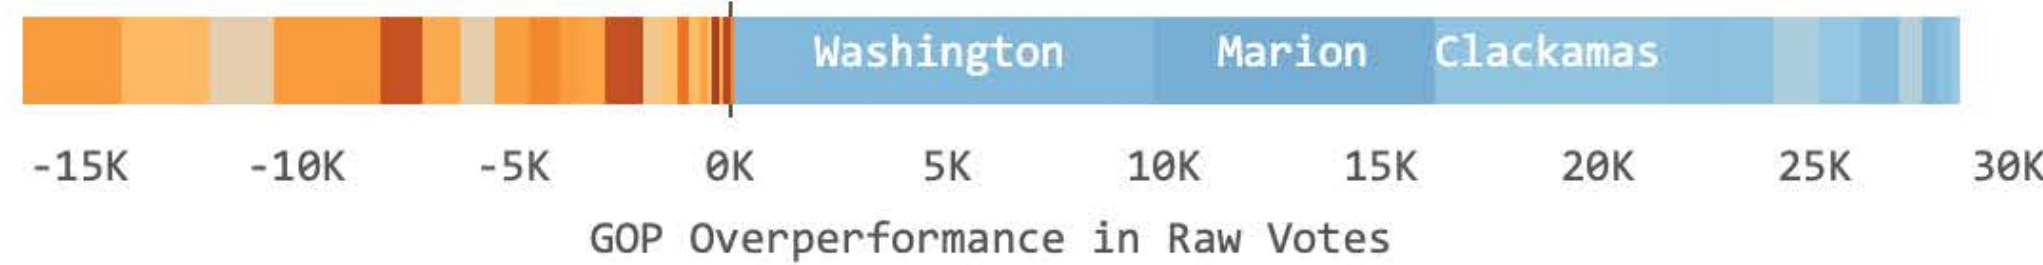 Washington Marion Clackamas
-15K -10K -5K 0K 5K 10K 15K 20K 25K 30K
GOP Overperformance in Raw Votes